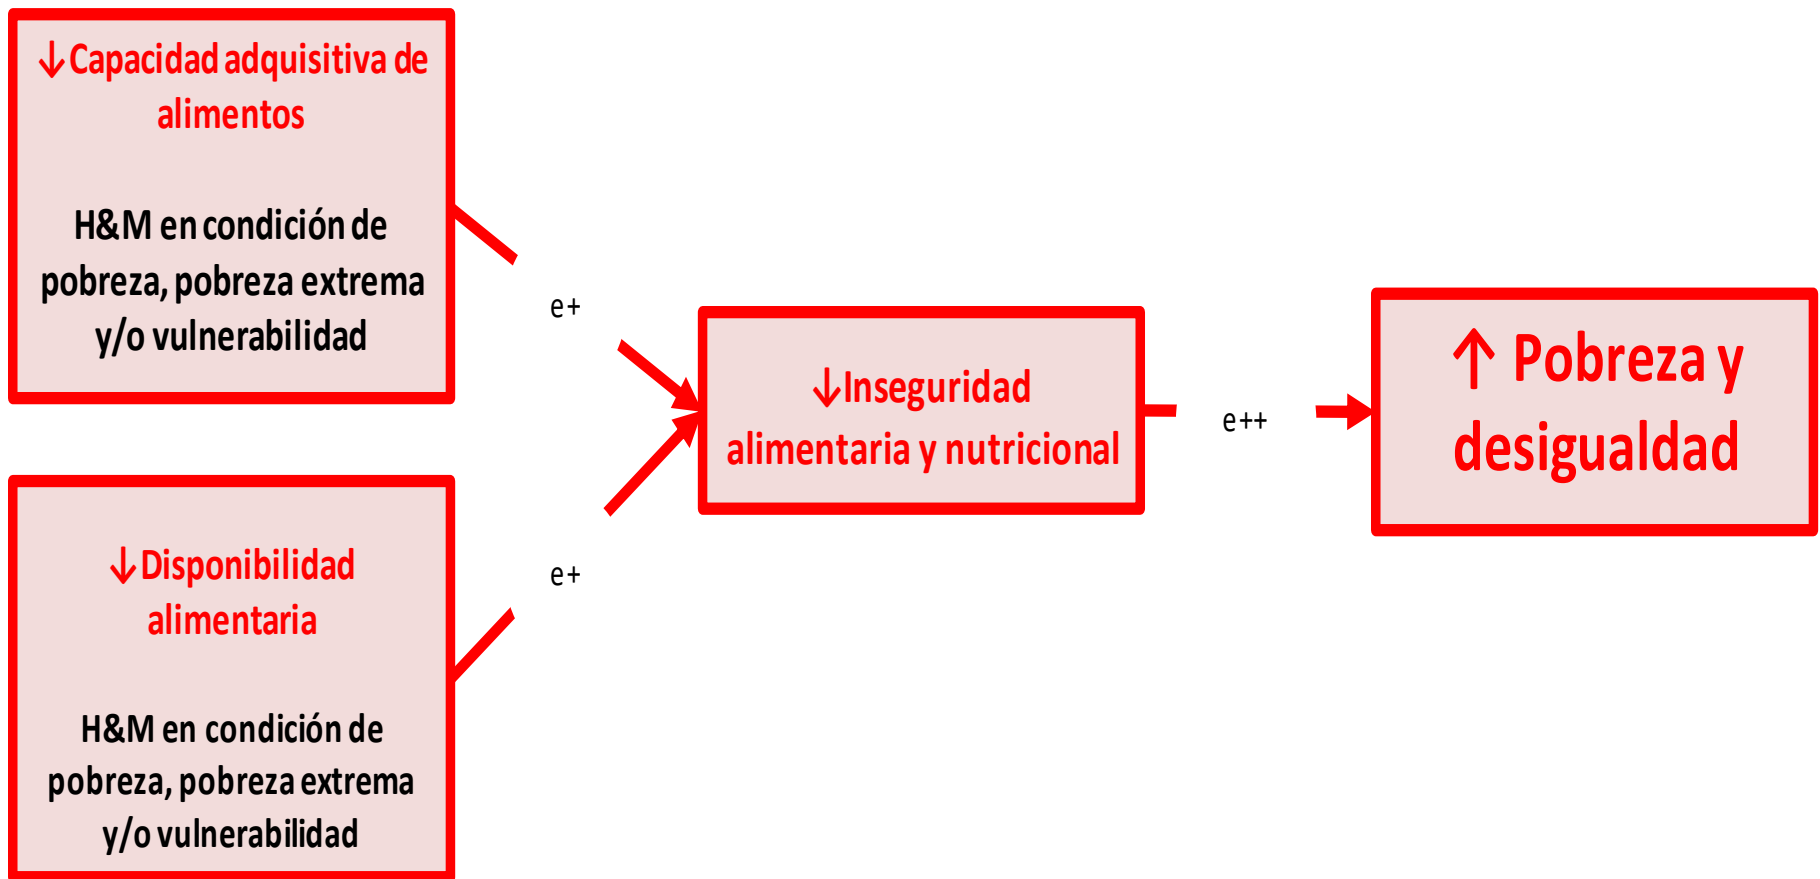 ↓Capacidad adquisitiva de
alimentos
H&M en condición de
pobreza, pobreza extrema
y/o vulnerabilidad
e+
↓Disponibilidad
alimentaria
H&M en condición de
pobreza, pobreza extrema
y/o vulnerabilidad
e+
↓Inseguridad
alimentaria y nutricional
e++
↑ Pobreza y
desigualdad